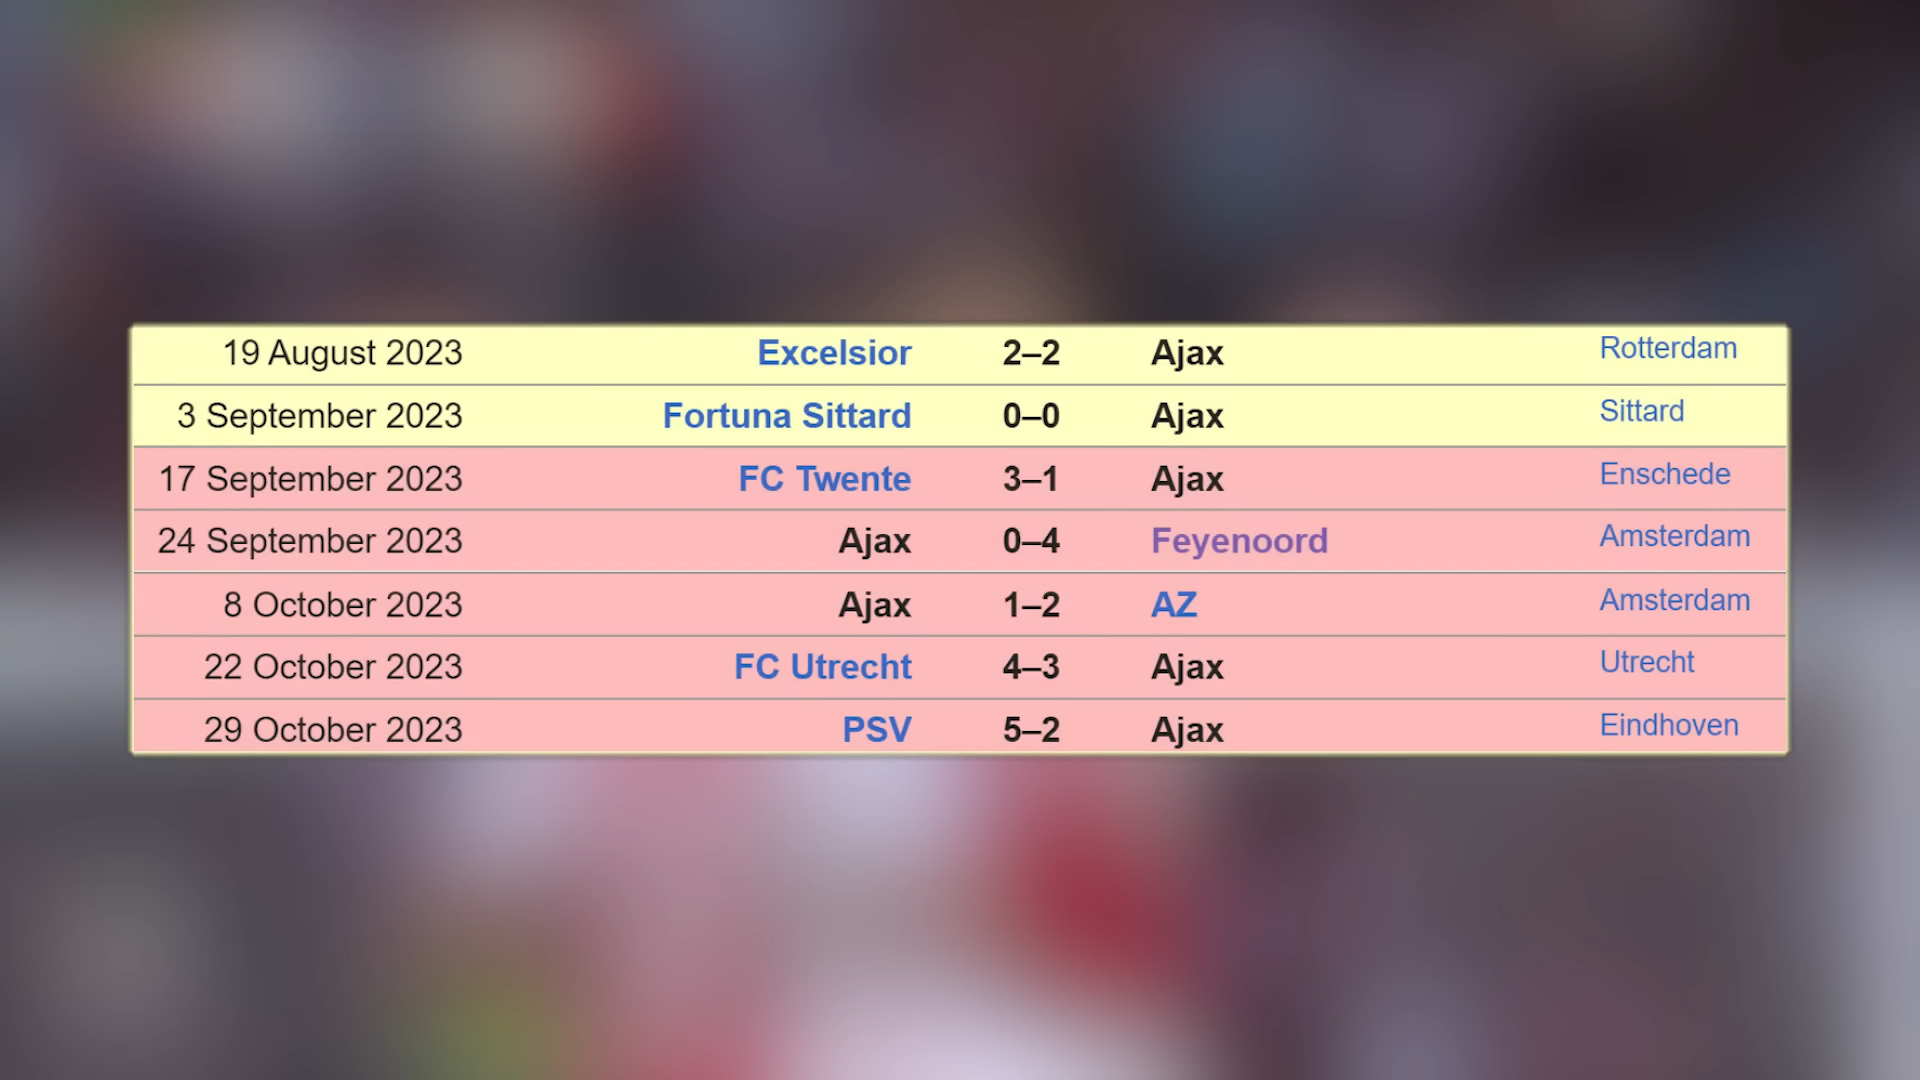 19 August 2023 Excelsior 2–2 Ajax Rotterdam
3 September 2023 Fortuna Sittard 0–0 Ajax Sittard
17 September 2023 FC Twente 3–1 Ajax Enschede
24 September 2023 Ajax 0–4 Feyenoord Amsterdam
8 October 2023 Ajax 1–2 AZ Amsterdam
22 October 2023 FC Utrecht 4–3 Ajax Utrecht
29 October 2023 PSV 5–2 Ajax Eindhoven